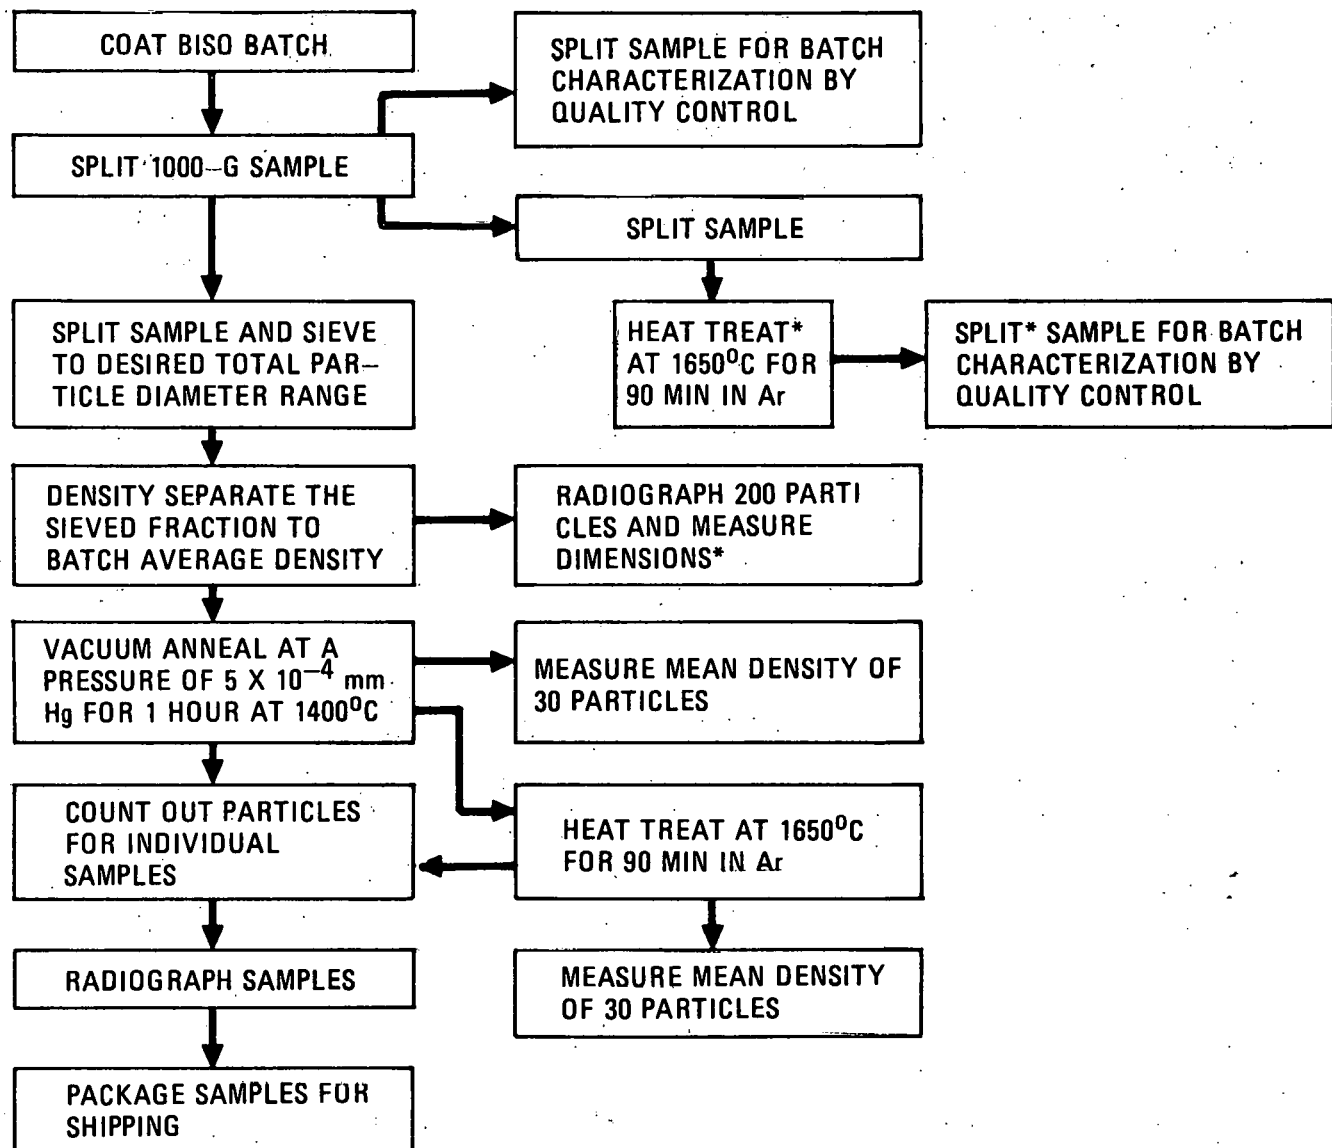 COAT BISO BATCH
SPLIT SAMPLE FOR BATCH
CHARACTERIZATION BY
QUALITY CONTROL
SPLIT 1000-G SAMPLE
SPLIT SAMPLE
SPLIT SAMPLE AND SIEVE
TO DESIRED TOTAL PAR-
TICLE DIAMETER RANGE
HEAT TREAT*
AT 1650⁰C FOR
90 MIN IN Ar
SPLIT* SAMPLE FOR BATCH
CHARACTERIZATION BY
QUALITY CONTROL
DENSITY SEPARATE THE
SIEVED FRACTION TO
BATCH AVERAGE DENSITY
RADIOGRAPH 200 PARTI
CLES AND MEASURE
DIMENSIONS*
VACUUM ANNEAL AT A
PRESSURE OF 5 X 10⁻⁴ mm
Hg FOR 1 HOUR AT 1400⁰C
MEASURE MEAN DENSITY OF
30 PARTICLES
COUNT OUT PARTICLES
FOR INDIVIDUAL
SAMPLES
HEAT TREAT AT 1650⁰C
FOR 90 MIN IN Ar
RADIOGRAPH SAMPLES
MEASURE MEAN DENSITY
OF 30 PARTICLES
PACKAGE SAMPLES FOR
SHIPPING